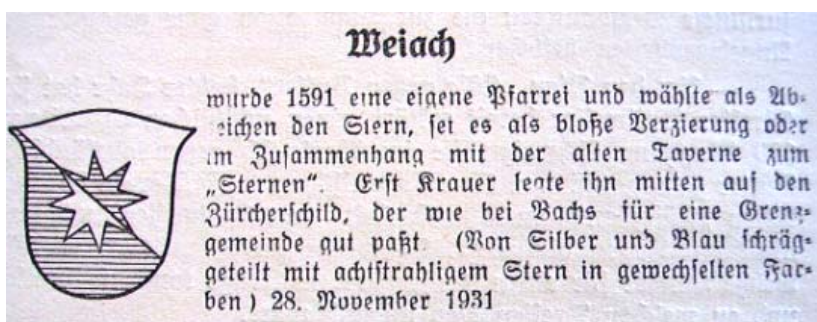 Weiach
wurde 1591 eine eigene Pfarrei und wählte als Ab-
zeichen den Stern, sei es als bloße Verzierung oder
im Zusammenhang mit der alten Taverne zum
„Sternen“. Erst Krauer legte ihn mitten auf den
Zürcherschild, der wie bei Bachs für eine Grenz-
gemeinde gut paßt. (Von Silber und Blau schräg-
geteilt mit achtstrahligem Stern in gewechselten Far-
ben) 28. November 1931